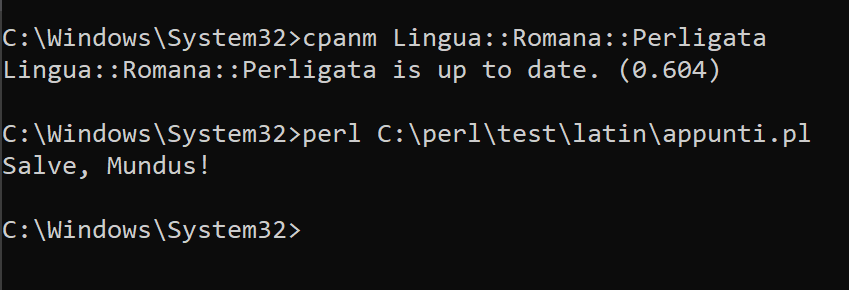 C:\Windows\System32>cpanm Lingua::Romana::Perligata
Lingua::Romana::Perligata is up to date. (0.604)
C:\Windows\System32>perl C:\perl\test\latin\appunti.pl
Salve, Mundus!
C:\Windows\System32>